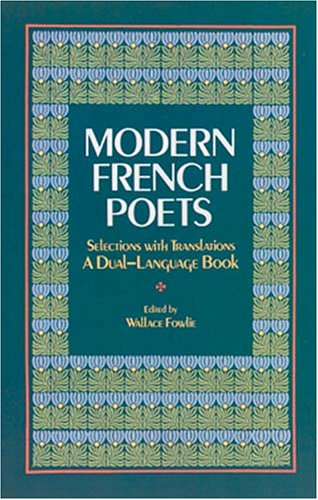 MODERN
FRENCH
POETS
Selections with Translations
A DUAL-LANGUAGE BOOK
Edited by
Wallace Fowlie